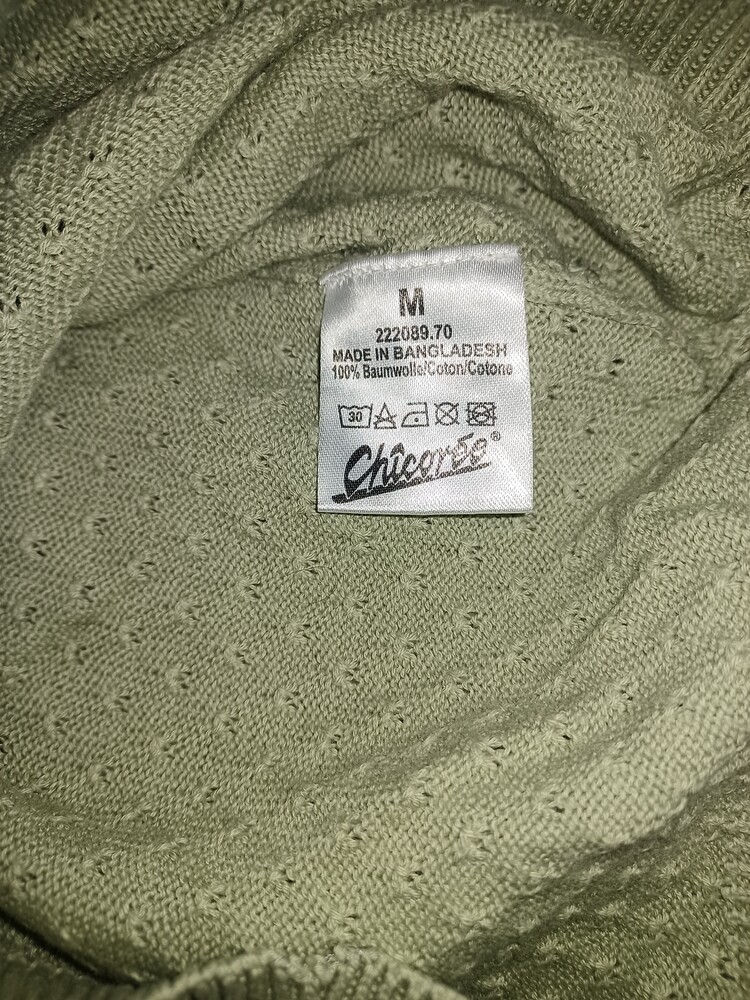 M
222089.70
MADE IN BANGLADESH
100% Baumwolle/Coton/Cotone
30
Chicorée®